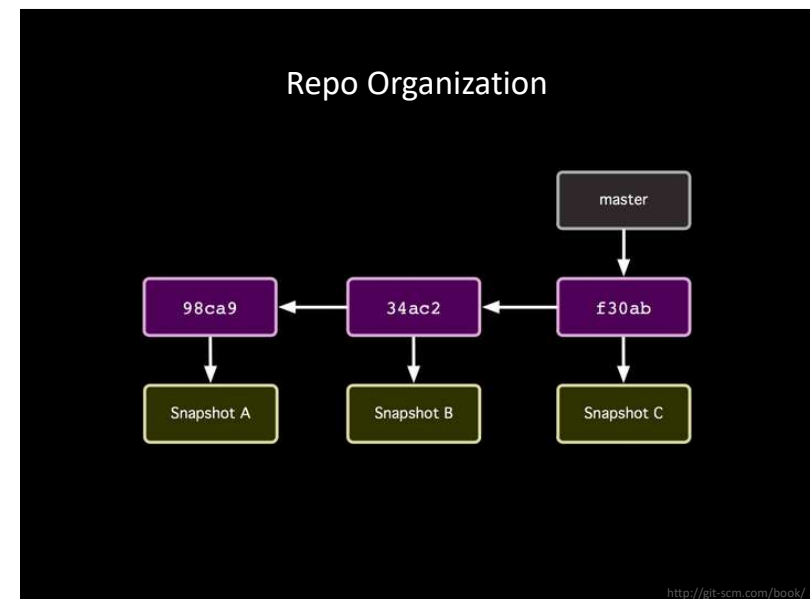 Repo Organization
master
98ca9
34ac2
f30ab
Snapshot A
Snapshot B
Snapshot C
http://git-scm.com/book/